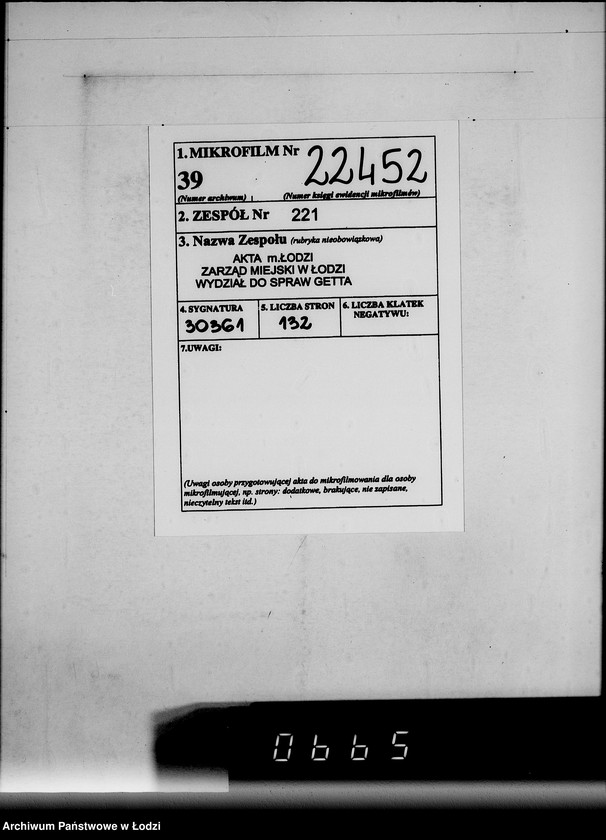 1. MIKROFILM Nr 22452
39
(Numer archiwum) (Numer księgi ewidencji mikrofilmów)
2. ZESPÓŁ Nr 221
3. Nazwa Zespołu (rubryka nieobowiązkowa)
AKTA m.ŁODZI
ZARZĄD MIEJSKI W ŁODZI
WYDZIAŁ DO SPRAW GETTA
4. SYGNATURA 5. LICZBA STRON 6. LICZBA KLATEK
NEGATYWU:
30361 132
7.UWAGI:
(Uwagi osoby przygotowującej akta do mikrofilmowania dla osoby
mikrofilmującej, np. strony: dodatkowe, brakujące, nie zapisane,
nieczytelny tekst itd.)
0665
Archiwum Państwowe w Łodzi